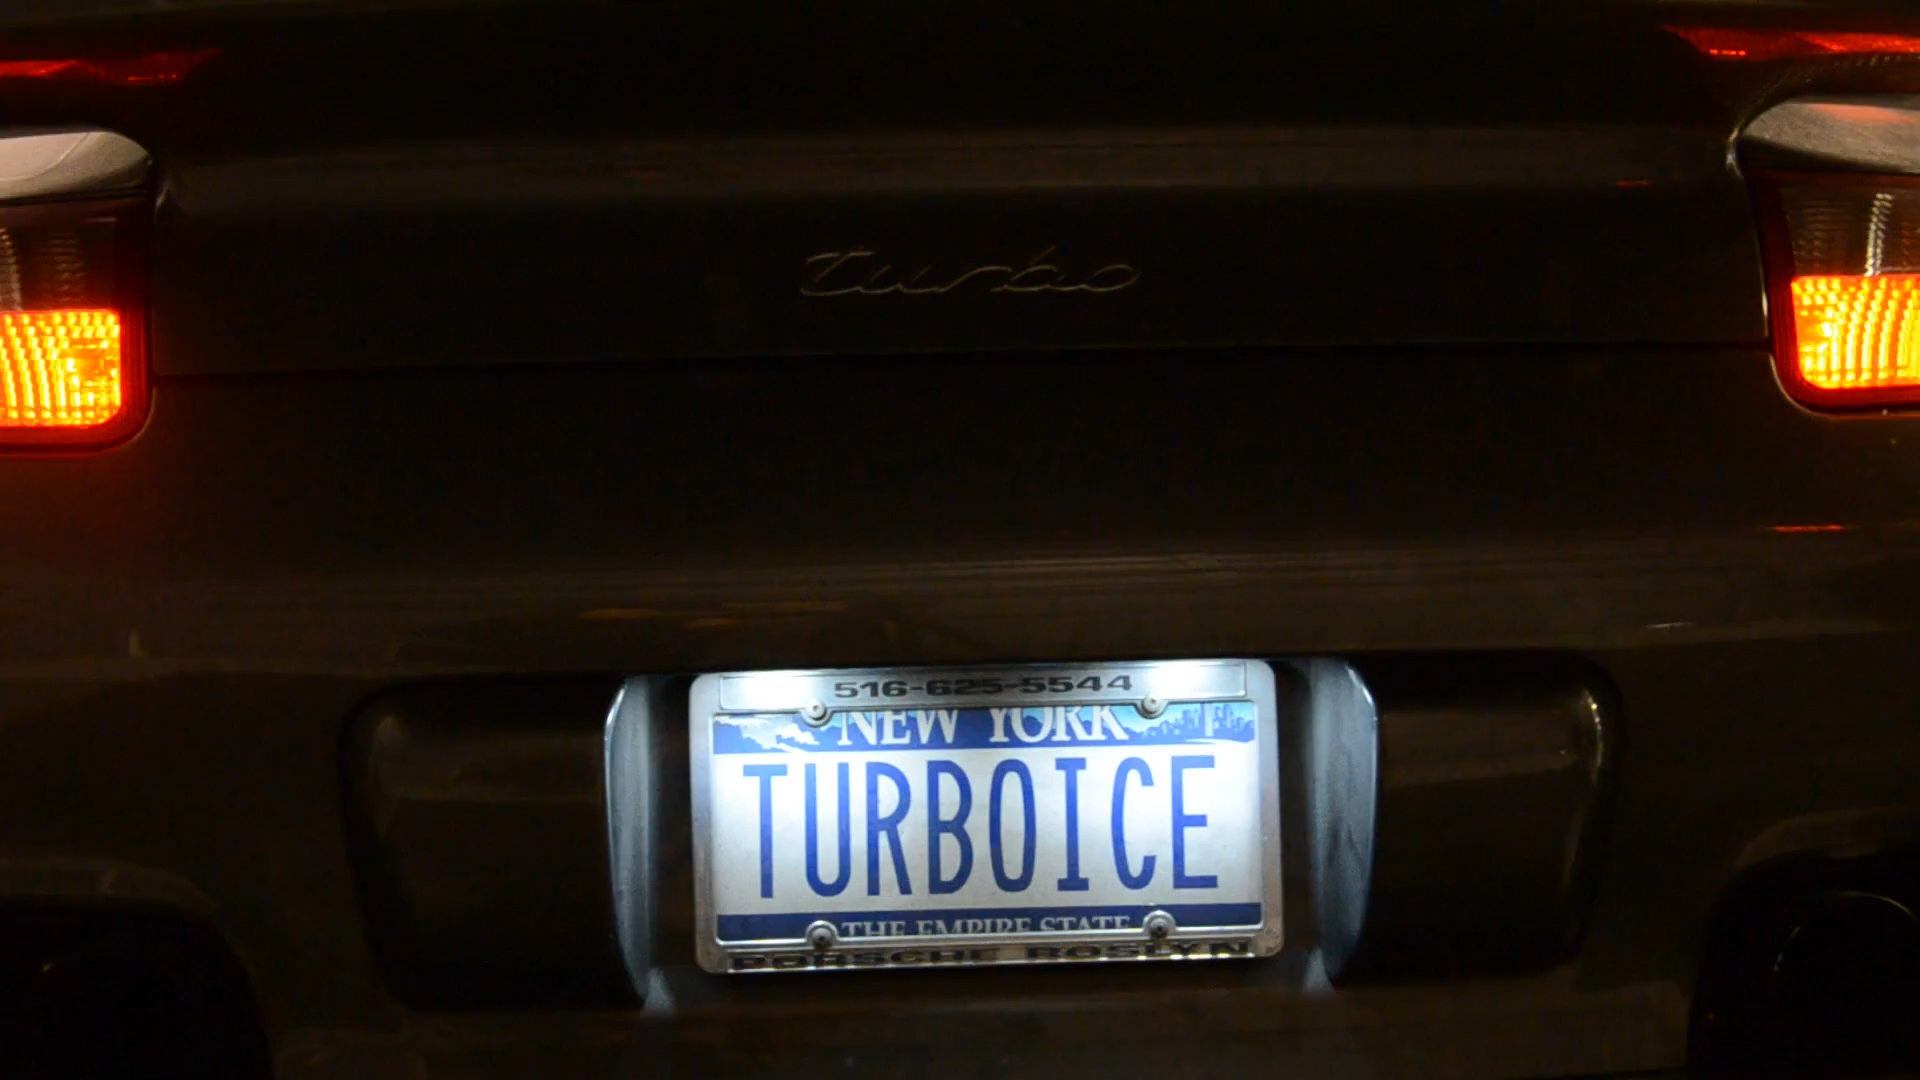 turbo
516-625-5544
NEW YORK
TURBOICE
THE EMPIRE STATE
PORSCHE ROSLYN